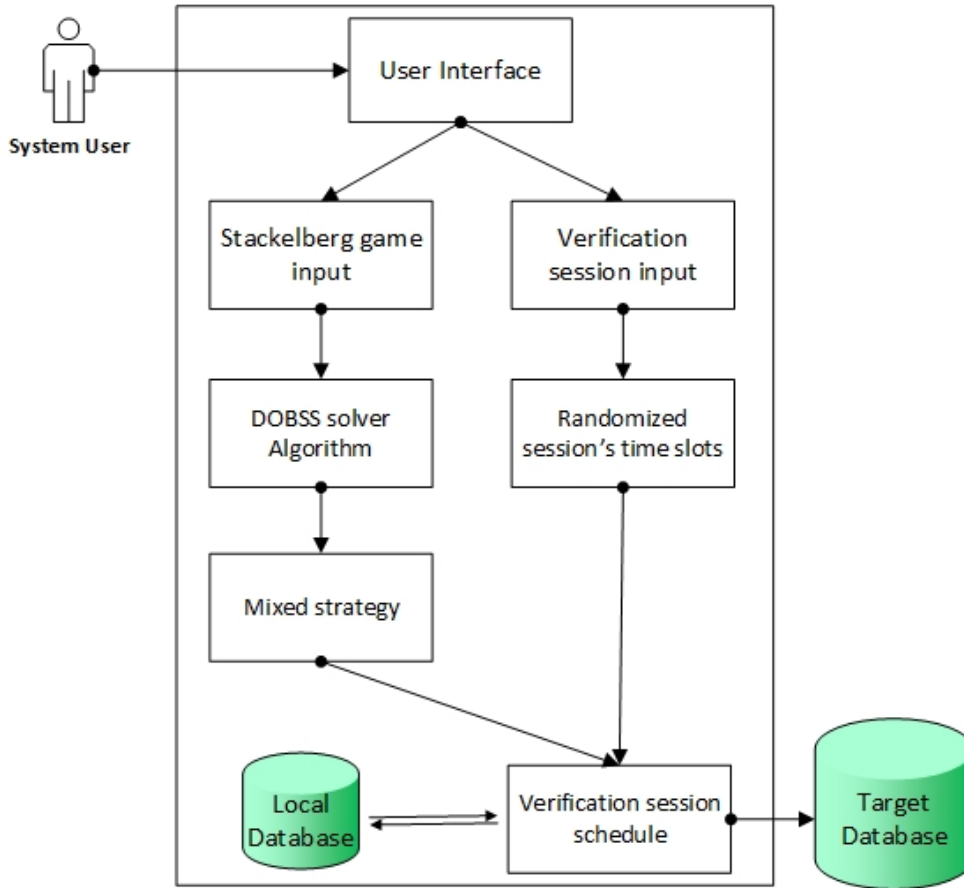 User Interface
System User
Stackelberg game
input
Verification
session input
DOBSS solver
Algorithm
Randomized
session's time slots
Mixed strategy
Local
Database
Verification session
schedule
Target
Database